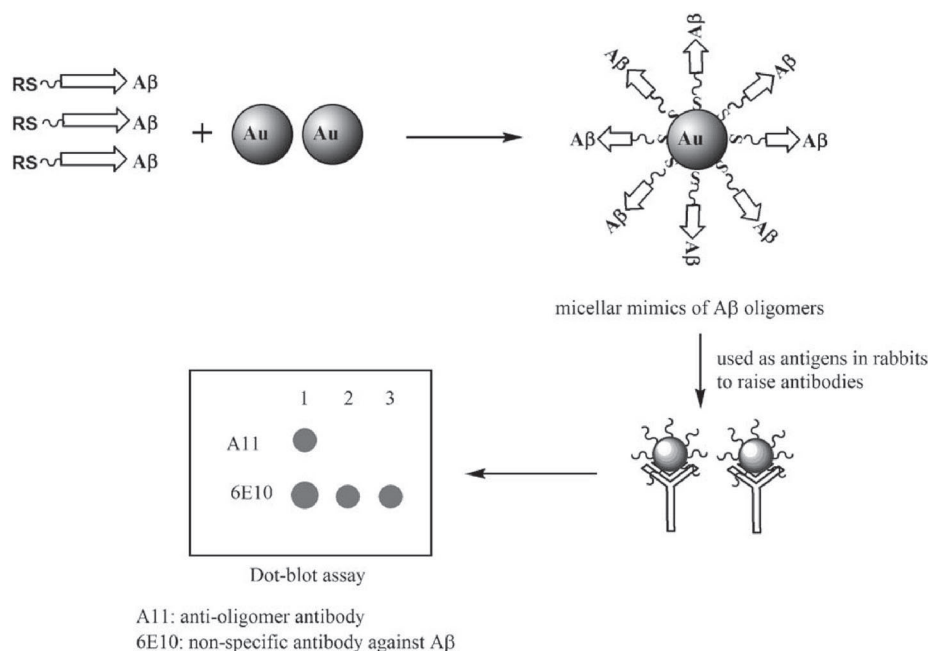 RS Aβ
RS Aβ
RS Aβ
+
Au Au
Aβ
Aβ
Aβ
Aβ
Aβ
Aβ
Aβ
Aβ
S
S
S
S
S
S
S
S
Au
micellar mimics of Aβ oligomers
used as antigens in rabbits
to raise antibodies
1 2 3
A11
6E10
Dot-blot assay
A11: anti-oligomer antibody
6E10: non-specific antibody against Aβ